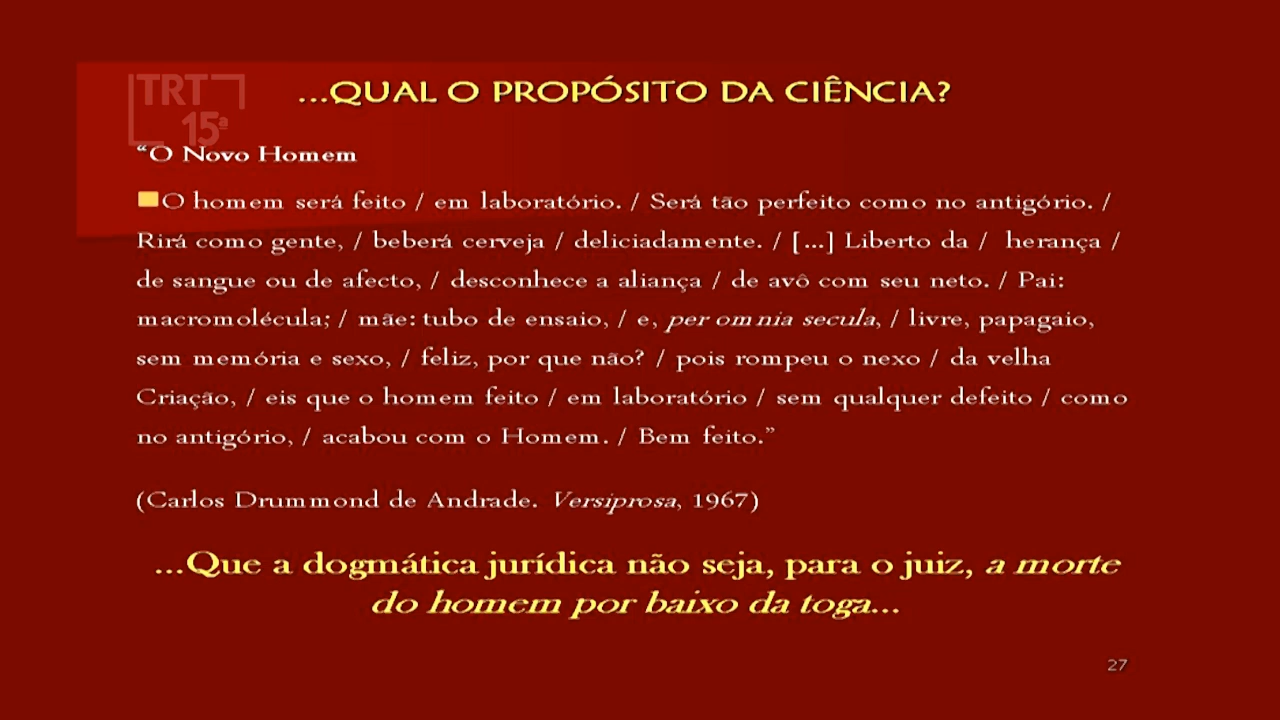 TRT
15ª
...QUAL O PROPÓSITO DA CIÊNCIA?
“O Novo Homem
O homem será feito / em laboratório. / Será tão perfeito como no antigório. /
Rirá como gente, / beberá cerveja / deliciadamente. / [...] Liberto da / herança /
de sangue ou de afecto, / desconhece a aliança / de avô com seu neto. / Pai:
macromolécula; / mãe: tubo de ensaio, / e, per omnia secula, / livre, papagaio,
sem memória e sexo, / feliz, por que não? / pois rompeu o nexo / da velha
Criação, / eis que o homem feito / em laboratório / sem qualquer defeito / como
no antigório, / acabou com o Homem. / Bem feito.”
(Carlos Drummond de Andrade. Versiprosa, 1967)
...Que a dogmática jurídica não seja, para o juiz, a morte
do homem por baixo da toga...
27